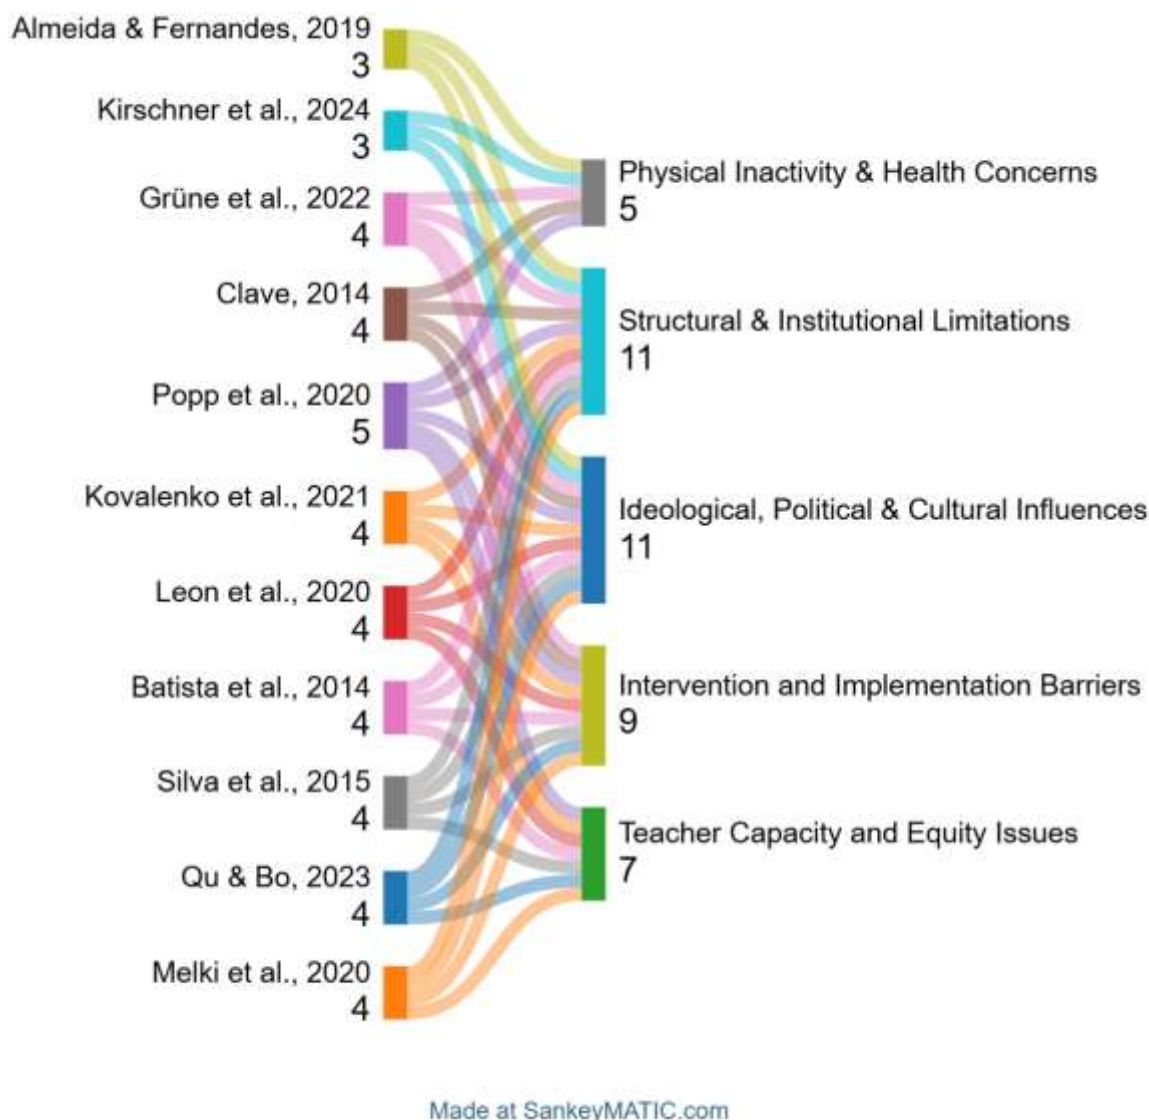 Almeida & Fernandes, 2019
3
Kirschner et al., 2024
3
Grüne et al., 2022
4
Clave, 2014
4
Popp et al., 2020
5
Kovalenko et al., 2021
4
Leon et al., 2020
4
Batista et al., 2014
4
Silva et al., 2015
4
Qu & Bo, 2023
4
Melki et al., 2020
4
Physical Inactivity & Health Concerns
5
Structural & Institutional Limitations
11
Ideological, Political & Cultural Influences
11
Intervention and Implementation Barriers
9
Teacher Capacity and Equity Issues
7
Made at SankeyMATIC.com